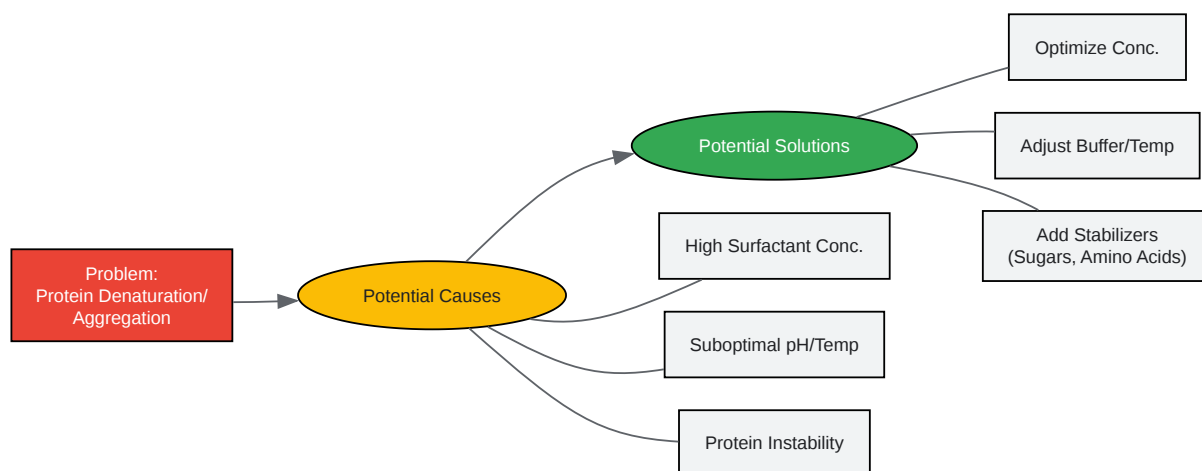 Problem:
Protein Denaturation/
Aggregation
Potential Causes
Potential Solutions
High Surfactant Conc.
Suboptimal pH/Temp
Protein Instability
Optimize Conc.
Adjust Buffer/Temp
Add Stabilizers
(Sugars, Amino Acids)